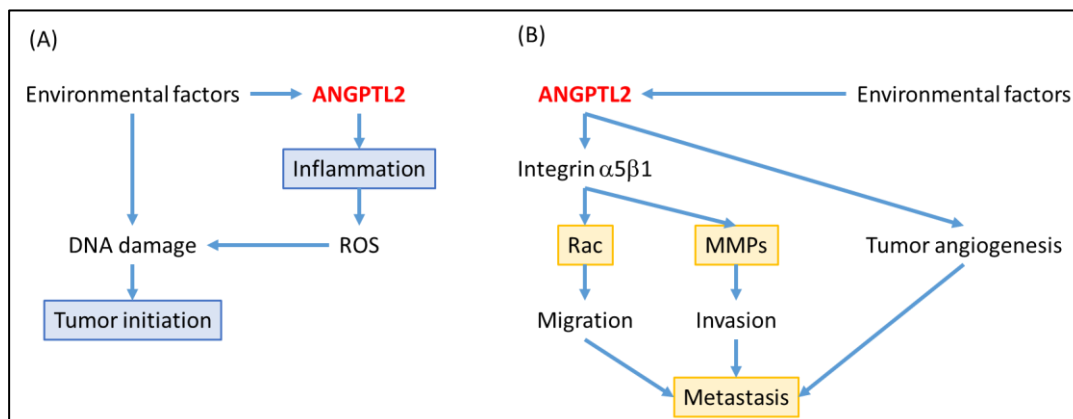 (A)
Environmental factors
ANGPTL2
Inflammation
DNA damage
ROS
Tumor initiation
(B)
ANGPTL2
Environmental factors
Integrin α5β1
Rac
MMPs
Tumor angiogenesis
Migration
Invasion
Metastasis